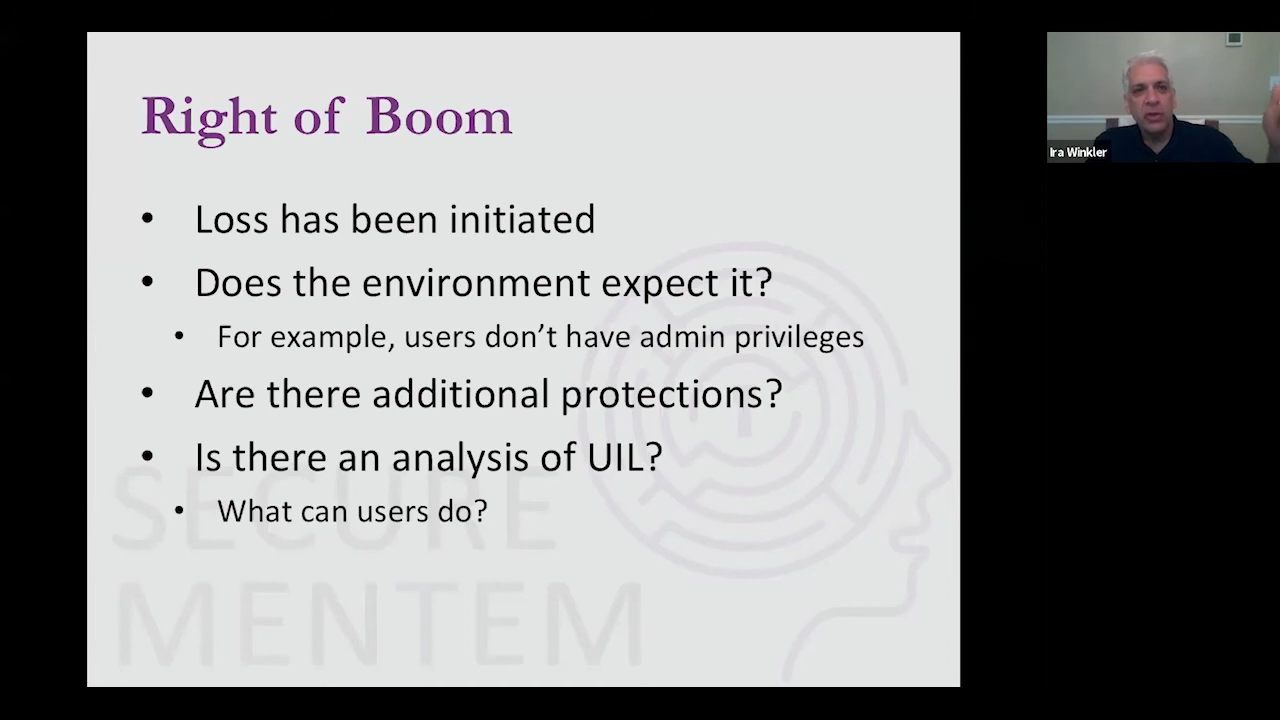 Right of Boom
• Loss has been initiated
• Does the environment expect it?
• For example, users don’t have admin privileges
• Are there additional protections?
• Is there an analysis of UIL?
• What can users do?
SECURE
MENTEM
Ira Winkler